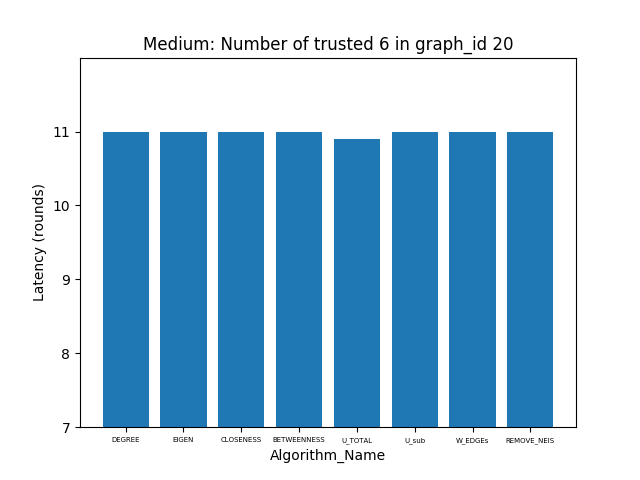 Medium: Number of trusted 6 in graph_id 20
11
10
9
8
7
Latency (rounds)
DEGREE EIGEN CLOSENESS BETWEENNESS U_TOTAL U_sub W_EDGEs REMOVE_NEIS
Algorithm_Name